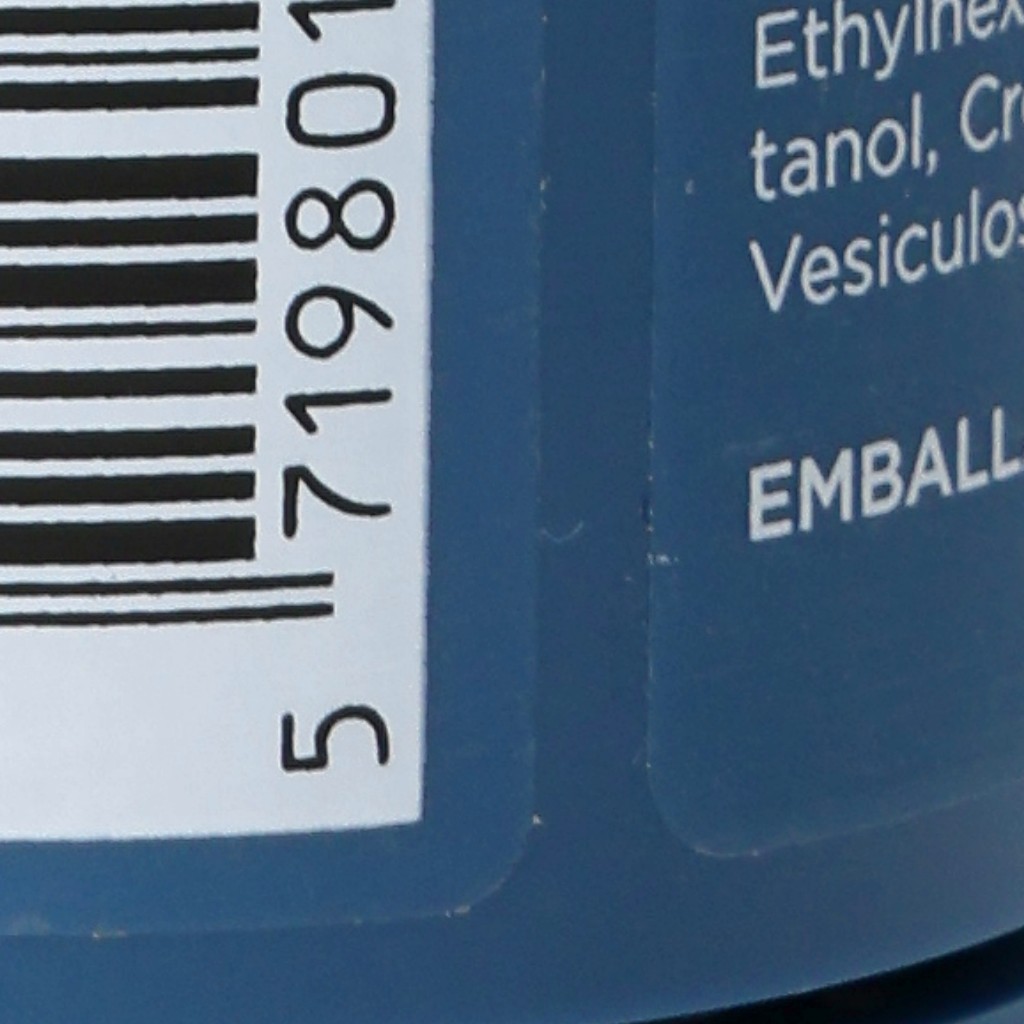 5 719801
Ethylhex
tanol, Cr
Vesiculos
EMBALL